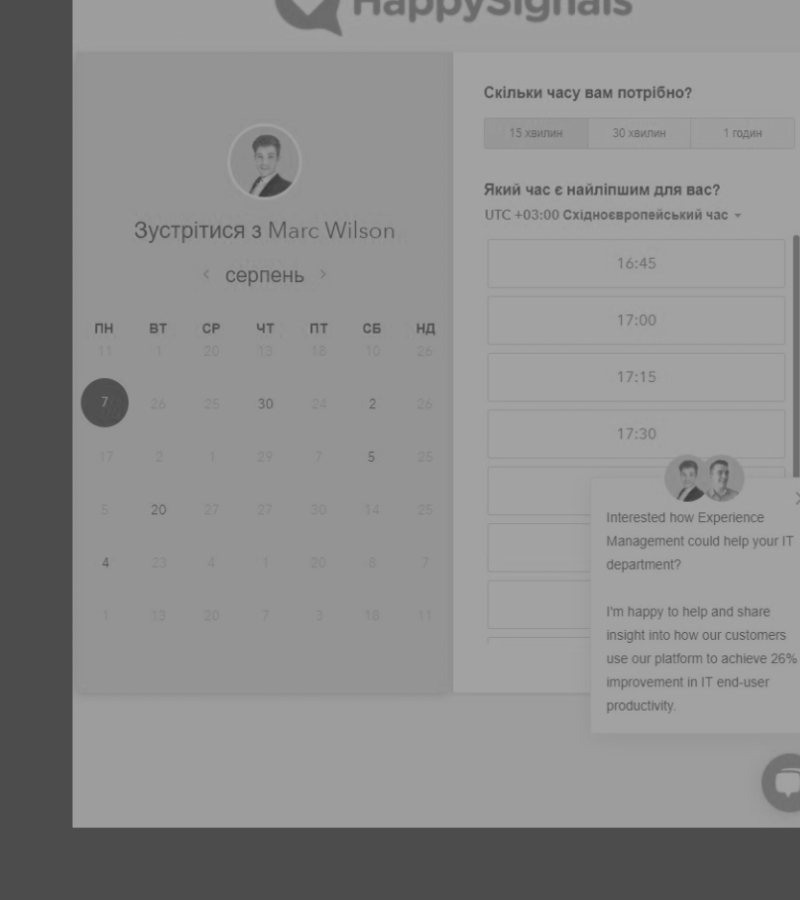 HappySignals
Зустрітися з Marc Wilson
серпень
ПН ВТ СР ЧТ ПТ СБ НД
11 1 20 13 18 10 26
7 26 25 30 24 2 26
17 2 1 29 7 5 25
5 20 27 27 30 14 25
4 23 4 1 20 8 7
1 13 20 7 3 18 11
Скільки часу вам потрібно?
15 хвилин 30 хвилин 1 годин
Який час є найліпшим для вас?
UTC +03:00 Східноєвропейський час
16:45
17:00
17:15
17:30
Interested how Experience
Management could help your IT
department?
I'm happy to help and share
insight into how our customers
use our platform to achieve 26%
improvement in IT end-user
productivity.